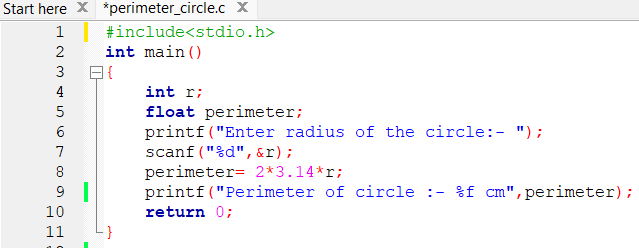 Start here *perimeter_circle.c
1 #include<stdio.h>
2 int main()
3 {
4 int r;
5 float perimeter;
6 printf("Enter radius of the circle:- ");
7 scanf("%d",&r);
8 perimeter= 2*3.14*r;
9 printf("Perimeter of circle :- %f cm",perimeter);
10 return 0;
11 }